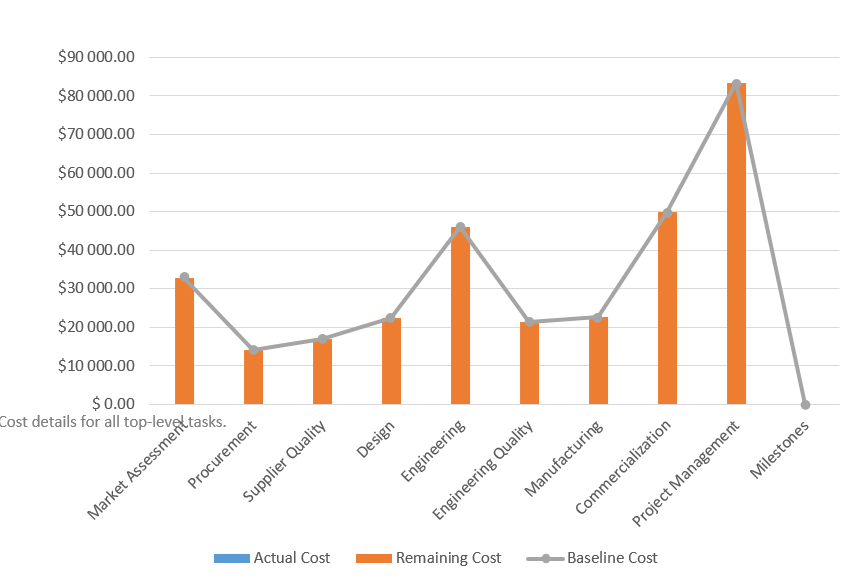 $90 000.00
$80 000.00
$70 000.00
$60 000.00
$50 000.00
$40 000.00
$30 000.00
$20 000.00
$10 000.00
$ 0.00
Cost details for all top-level tasks.
Market Assessment
Procurement
Supplier Quality
Design
Engineering
Engineering Quality
Manufacturing
Commercialization
Project Management
Milestones
Actual Cost
Remaining Cost
Baseline Cost